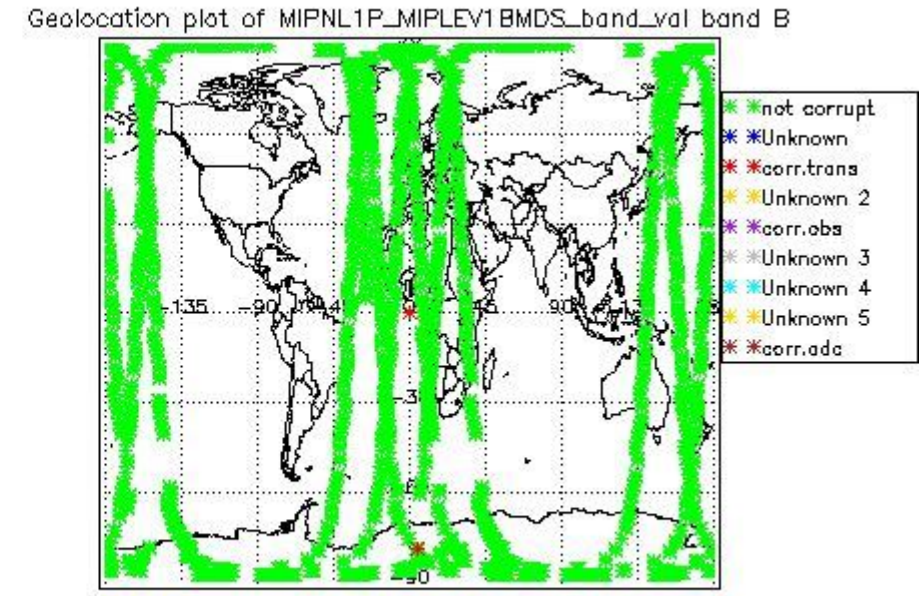 Geolocation plot of MIPNL1P_MIPLEV1BMDS_band_val band B
not corrupt
Unknown
corr.trans
Unknown 2
corr.obs
Unknown 3
Unknown 4
Unknown 5
corr.adc
-135 -90 90
-90